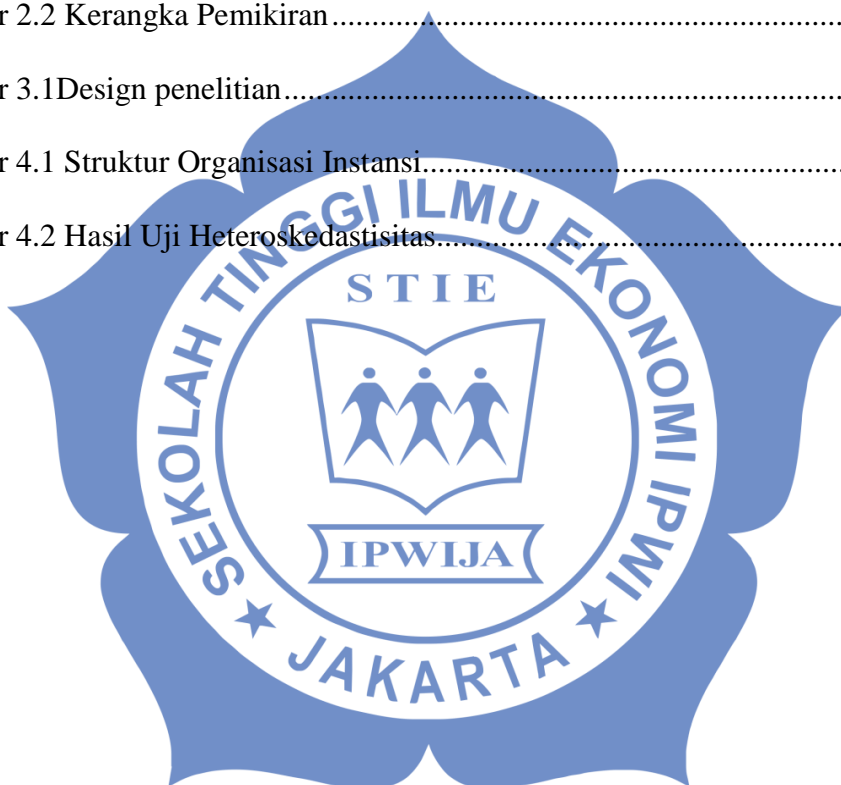 r 2.2 Kerangka Pemikiran....................................................................
r 3.1Design penelitian...........................................................................
r 4.1 Struktur Organisasi Instansi.......................................................
r 4.2 Hasil Uji Heteroskedastisitas.....................................................
SEKOLAH TINGGI ILMU EKONOMI IPWI
STIE
IPWIJA
★ JAKARTA ★